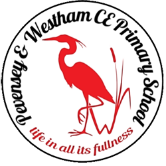 Pevensey & Westham CE Primary School
life in all its fullness